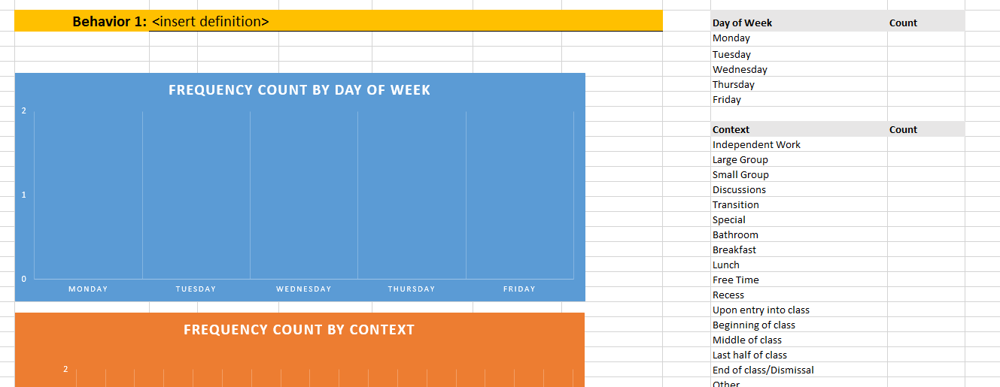 Behavior 1: <insert definition>
FREQUENCY COUNT BY DAY OF WEEK
2
1
0
MONDAY TUESDAY WEDNESDAY THURSDAY FRIDAY
FREQUENCY COUNT BY CONTEXT
2
Day of Week Count
Monday
Tuesday
Wednesday
Thursday
Friday
Context Count
Independent Work
Large Group
Small Group
Discussions
Transition
Special
Bathroom
Breakfast
Lunch
Free Time
Recess
Upon entry into class
Beginning of class
Middle of class
Last half of class
End of class/Dismissal
Other